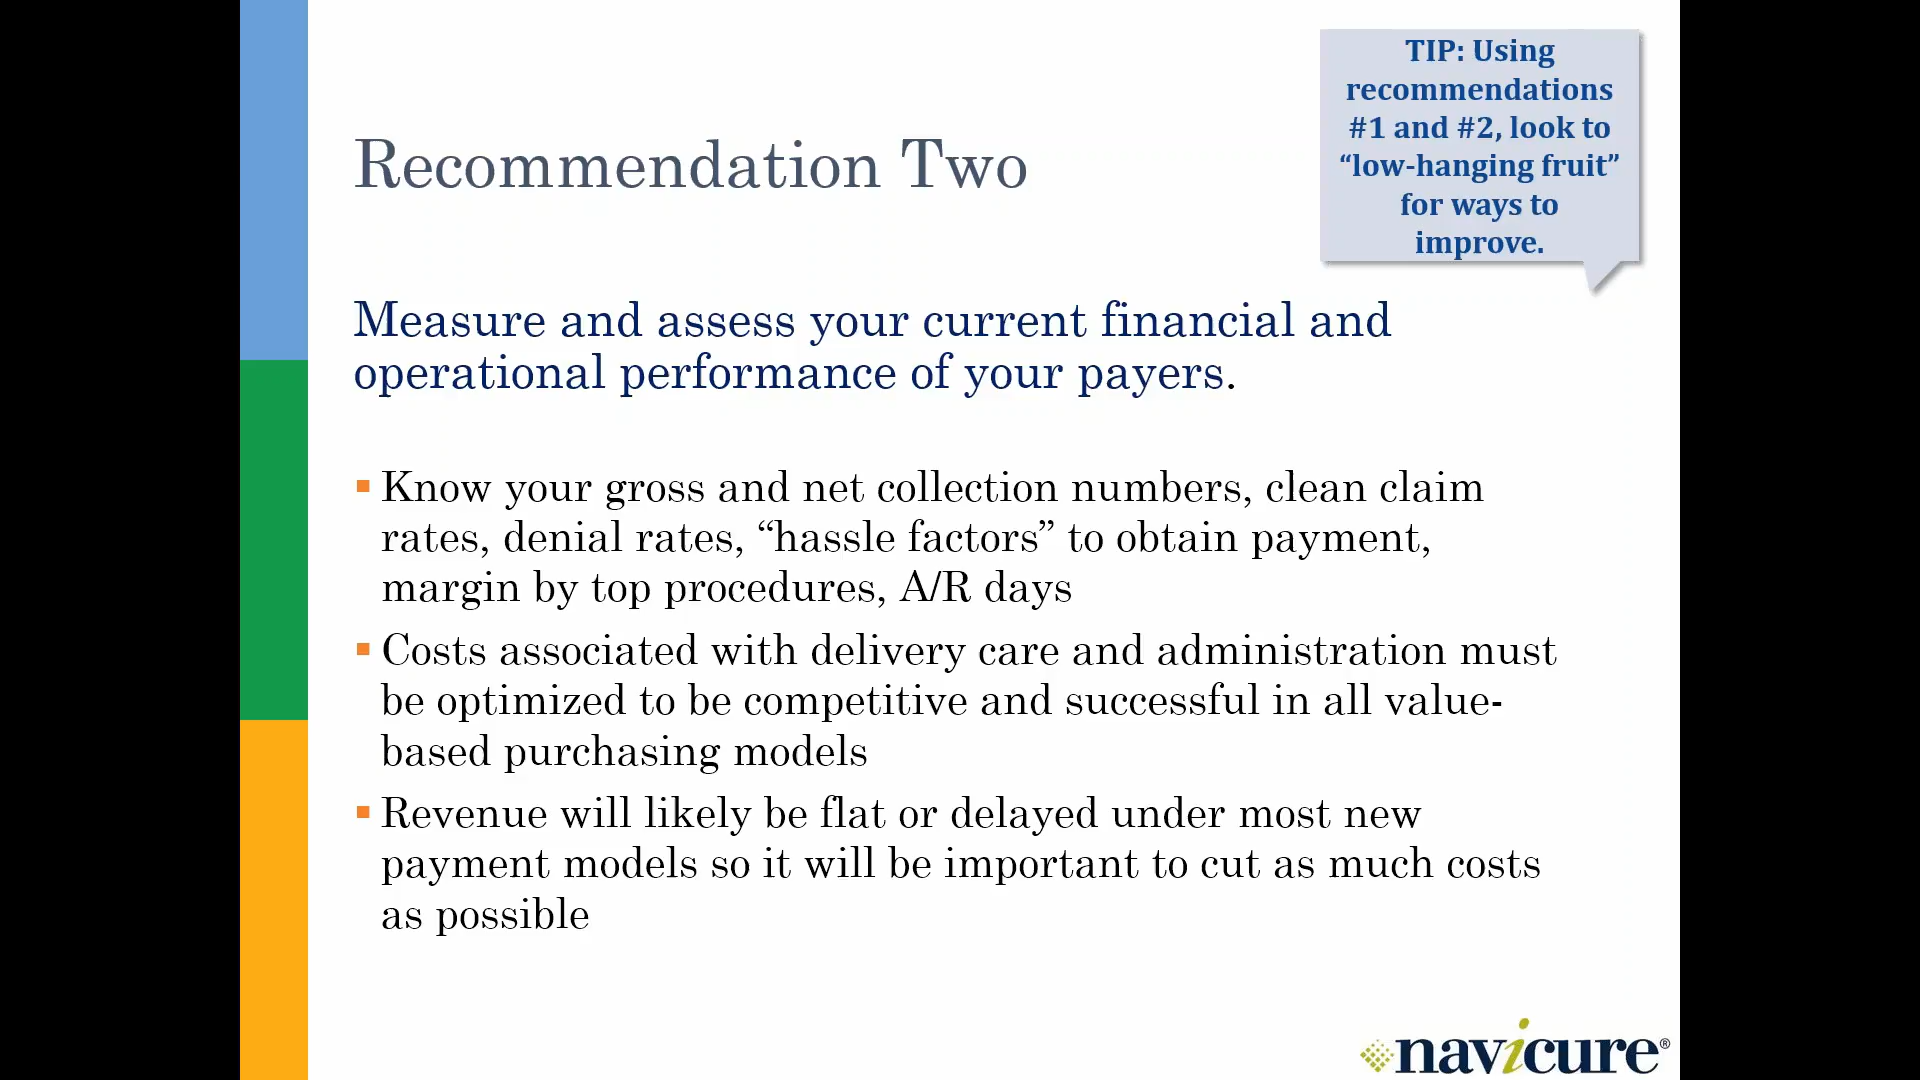 TIP: Using
recommendations
#1 and #2, look to
“low-hanging fruit”
for ways to
improve.
Recommendation Two
Measure and assess your current financial and
operational performance of your payers.
Know your gross and net collection numbers, clean claim
rates, denial rates, “hassle factors” to obtain payment,
margin by top procedures, A/R days
Costs associated with delivery care and administration must
be optimized to be competitive and successful in all value-
based purchasing models
Revenue will likely be flat or delayed under most new
payment models so it will be important to cut as much costs
as possible
navicure®